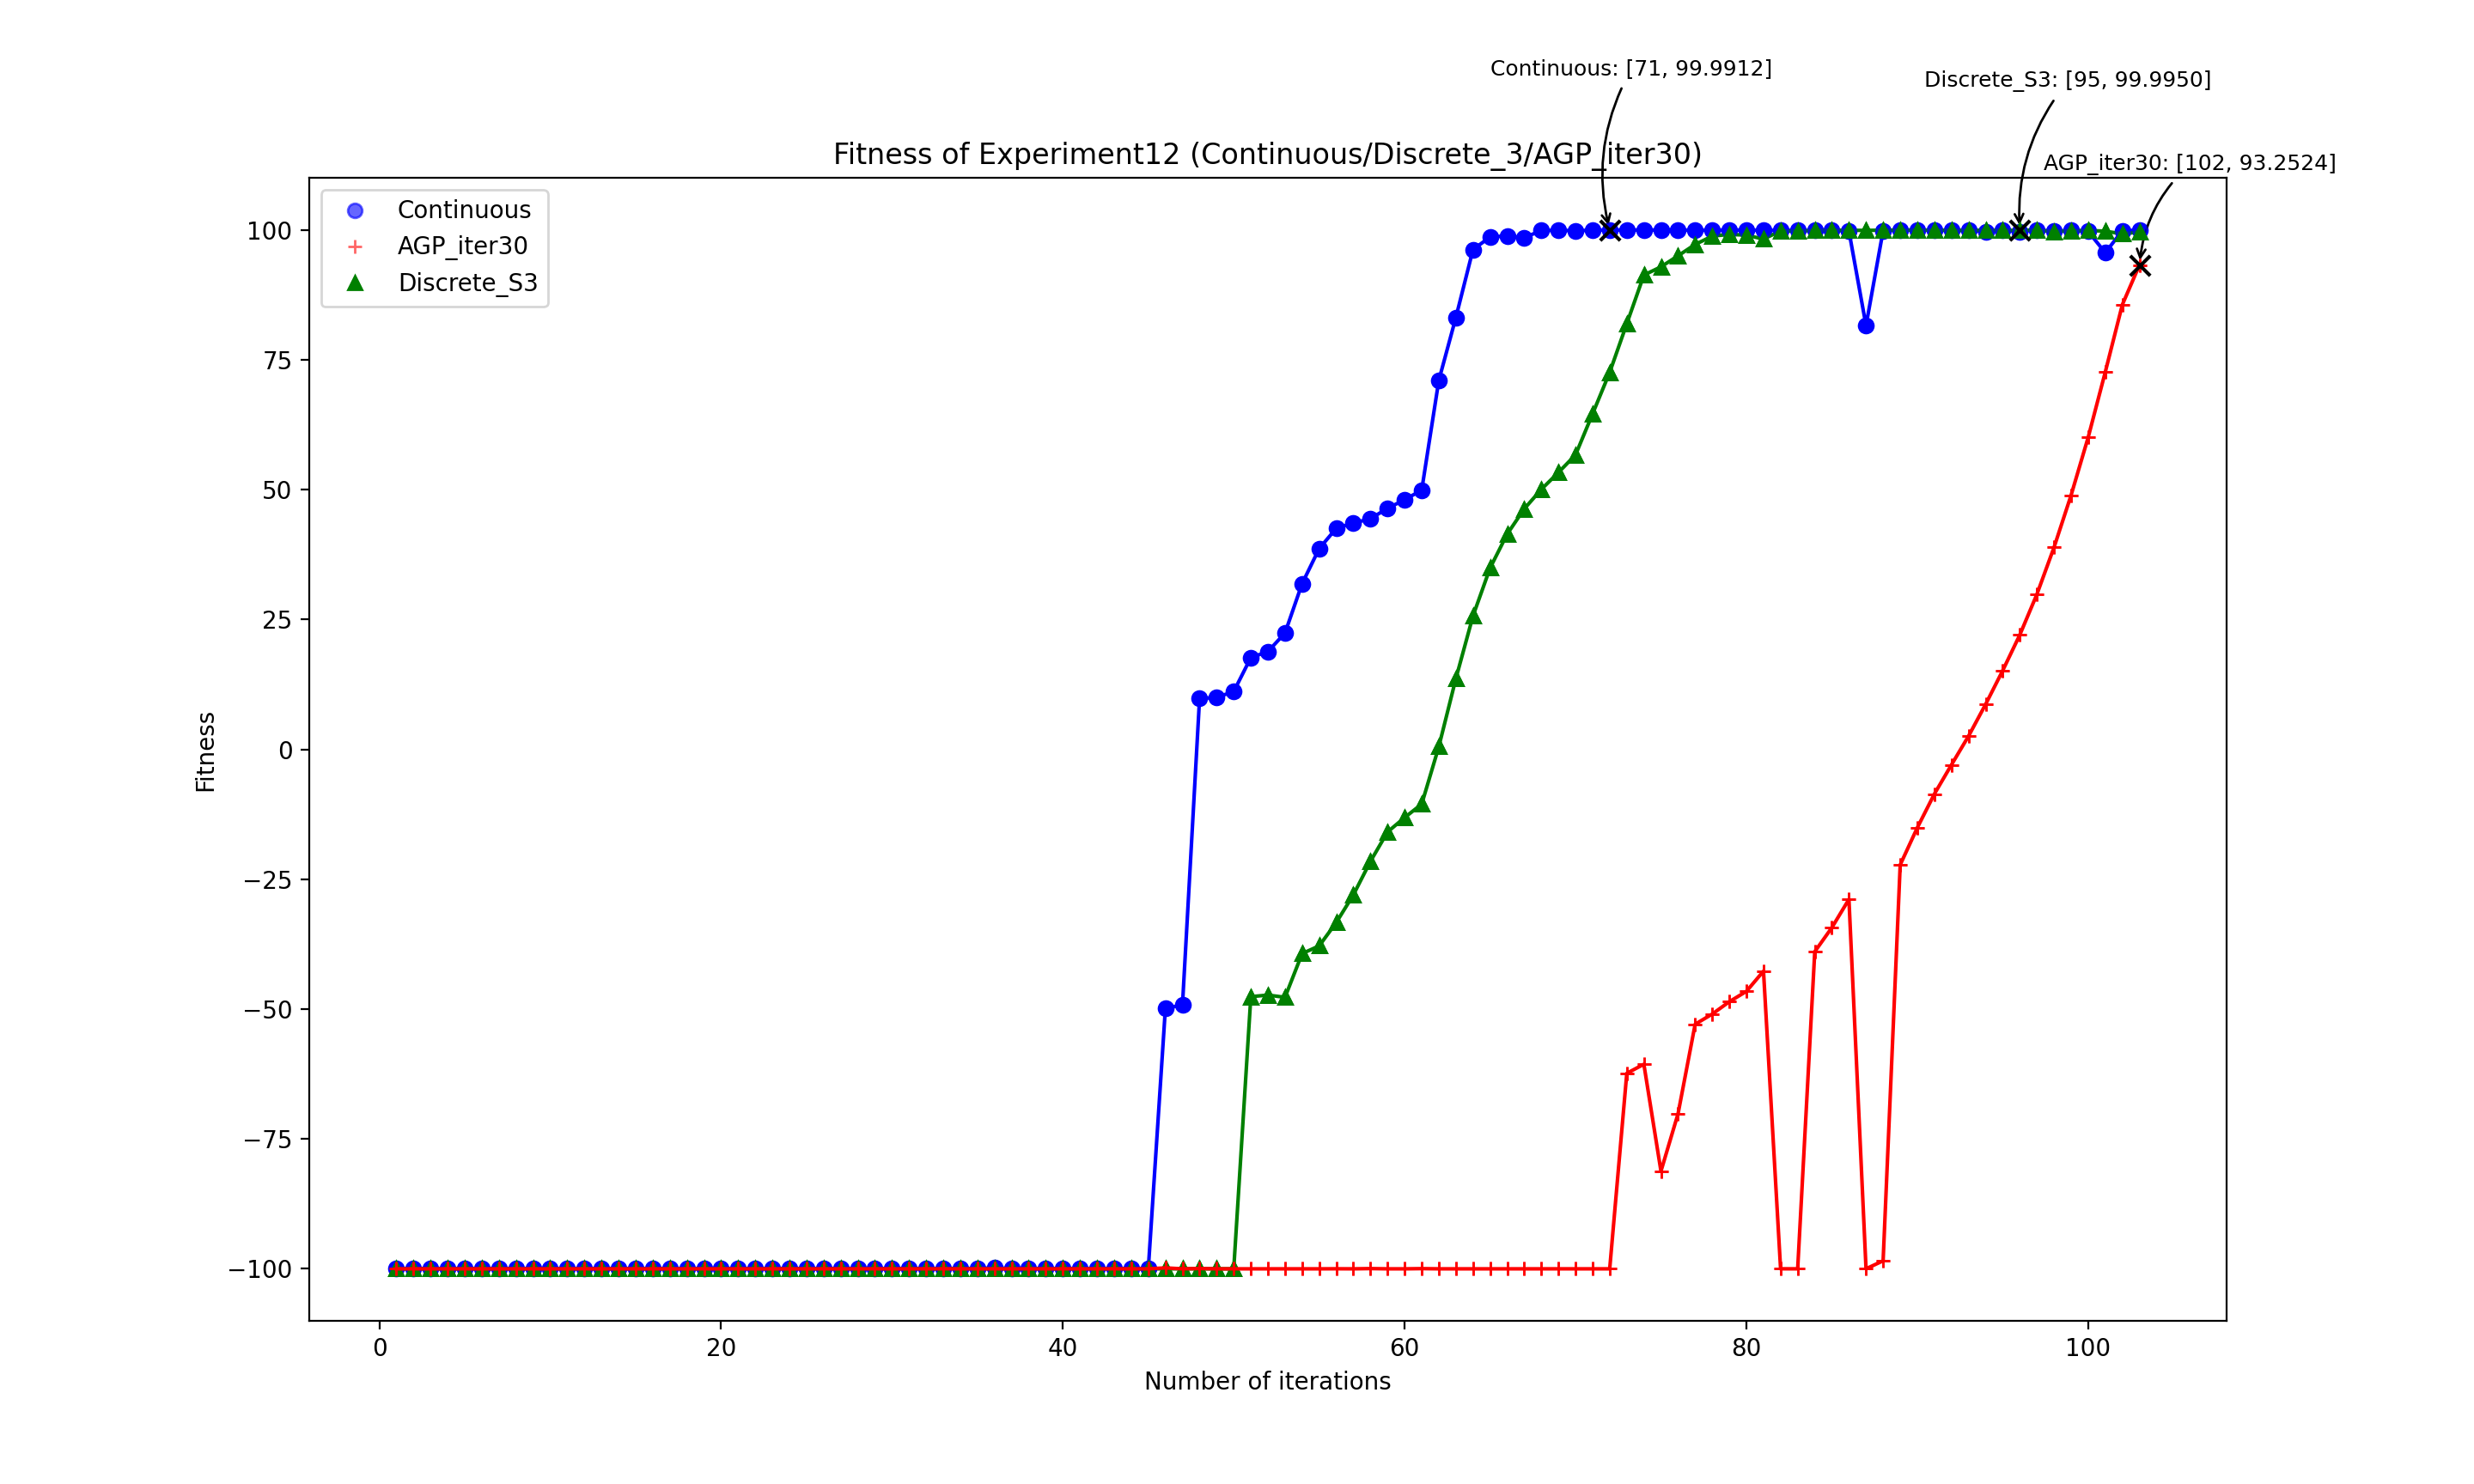 Continuous: [71, 99.9912]
Discrete_S3: [95, 99.9950]
Fitness of Experiment12 (Continuous/Discrete_3/AGP_iter30)
AGP_iter30: [102, 93.2524]
Continuous
AGP_iter30
Discrete_S3
100
75
50
25
0
−25
−50
−75
−100
Fitness
0 20 40 60 80 100
Number of iterations